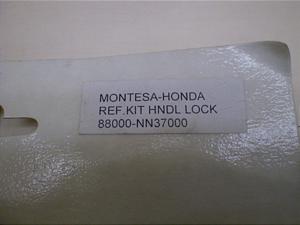 MONTESA-HONDA
REF.KIT HNDL LOCK
88000-NN37000